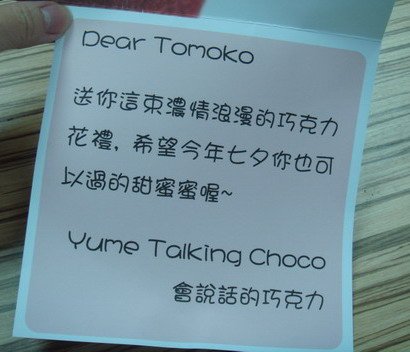 Dear Tomoko
送你這束濃情浪漫的巧克力
花禮, 希望今年七夕你也可
以過的甜蜜蜜喔~
Yume Talking Choco
會說話的巧克力